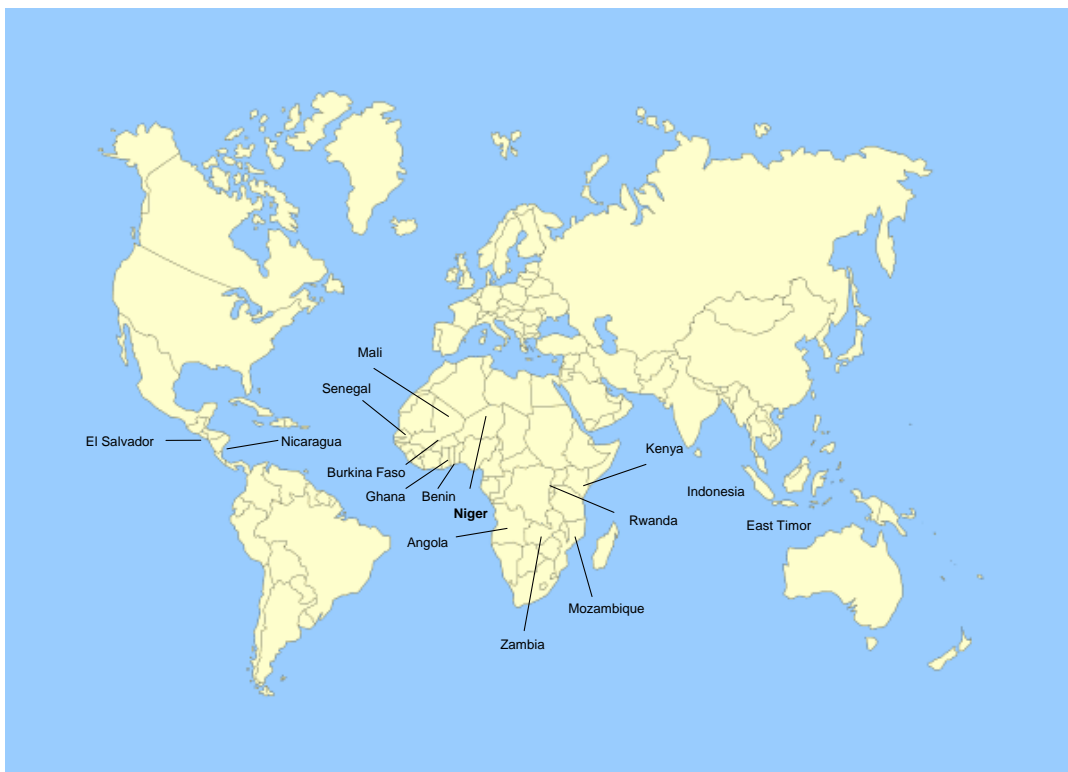 Mali
Senegal
El Salvador
Nicaragua
Kenya
Burkina Faso
Indonesia
Ghana
Benin
Niger
Rwanda
East Timor
Angola
Mozambique
Zambia